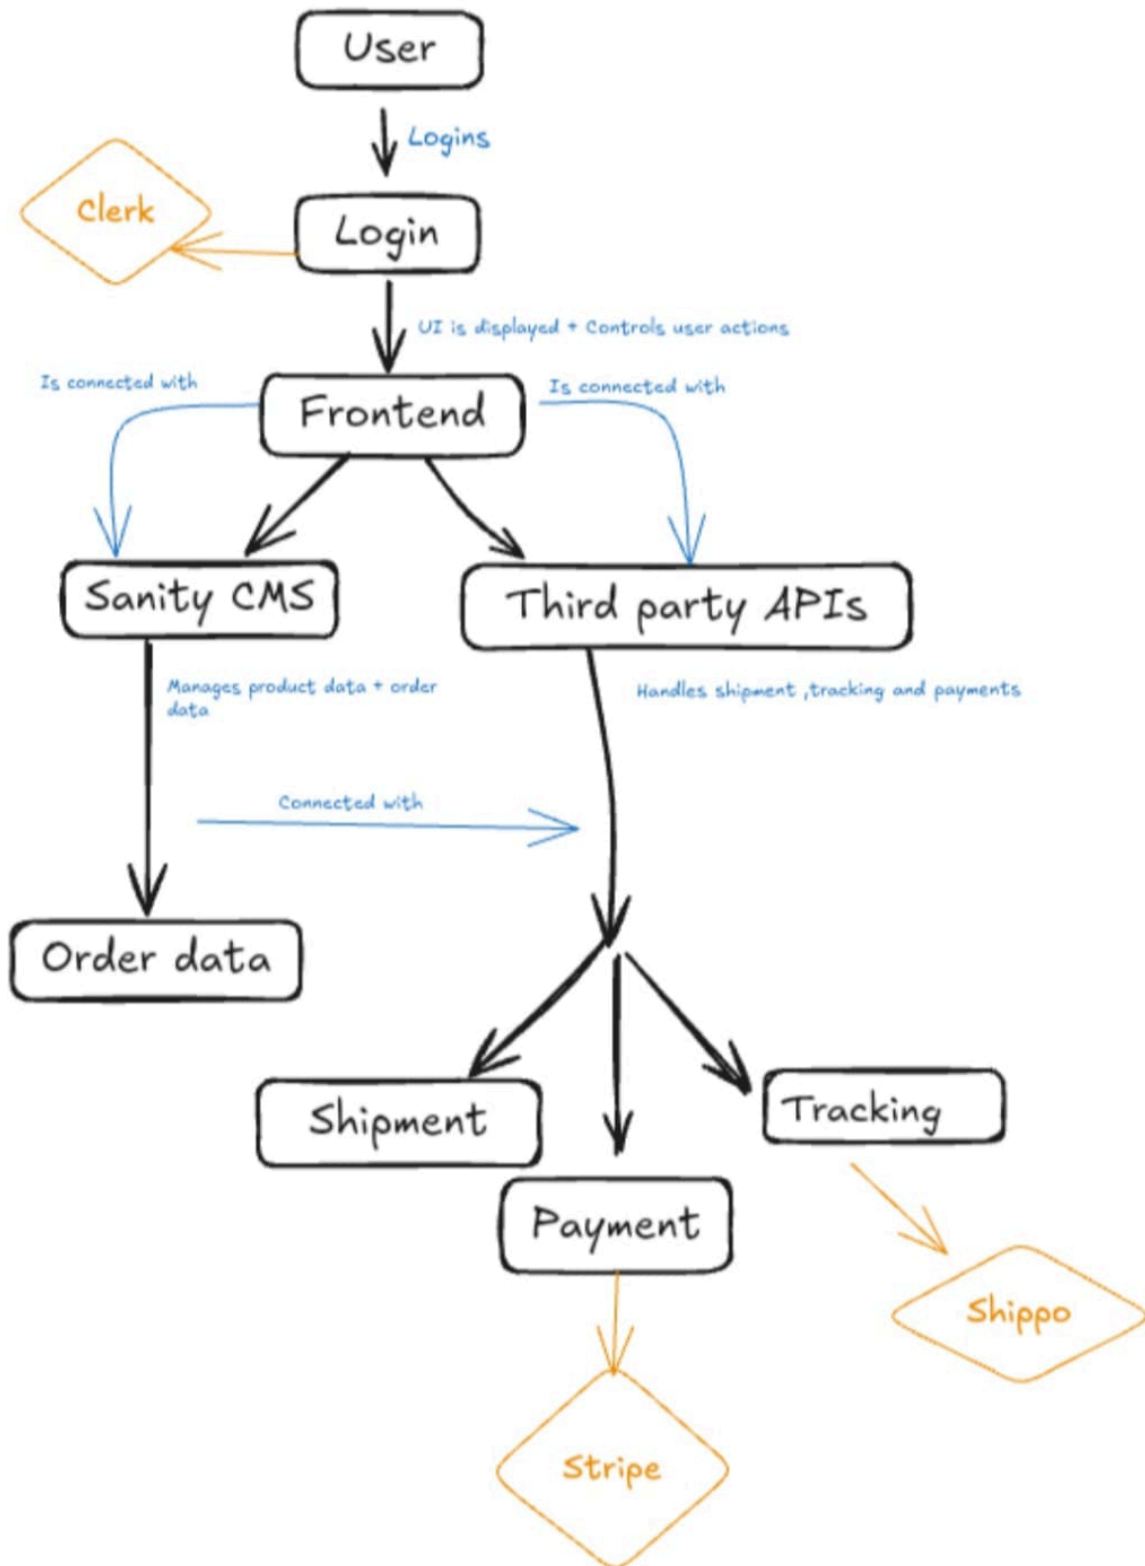 User
Logins
Clerk
Login
UI is displayed + Controls user actions
Is connected with
Is connected with
Frontend
Sanity CMS
Third party APIs
Manages product data + order
data
Handles shipment ,tracking and payments
Connected with
Order data
Shipment
Tracking
Payment
Shippo
Stripe